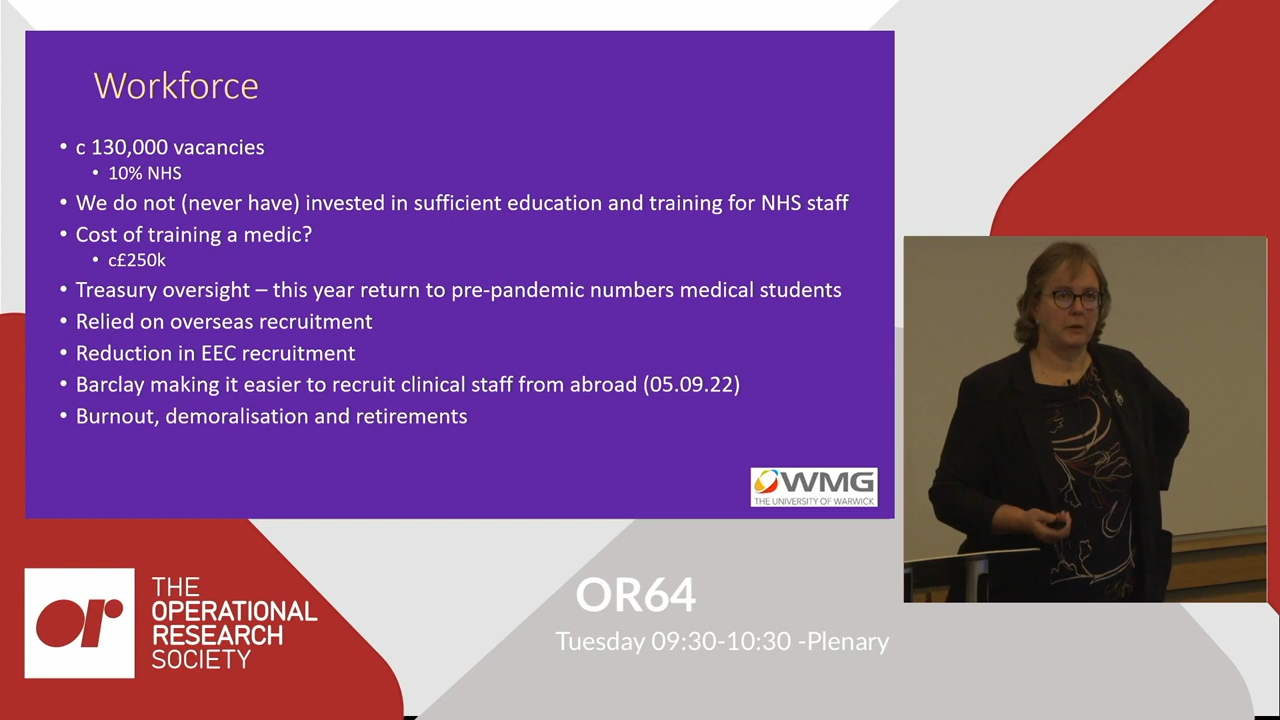 Workforce
• c 130,000 vacancies
• 10% NHS
• We do not (never have) invested in sufficient education and training for NHS staff
• Cost of training a medic?
• c£250k
• Treasury oversight – this year return to pre-pandemic numbers medical students
• Relied on overseas recruitment
• Reduction in EEC recruitment
• Barclay making it easier to recruit clinical staff from abroad (05.09.22)
• Burnout, demoralisation and retirements
WMG
THE UNIVERSITY OF WARWICK
or
THE
OPERATIONAL
RESEARCH
SOCIETY
OR64
Tuesday 09:30-10:30 -Plenary